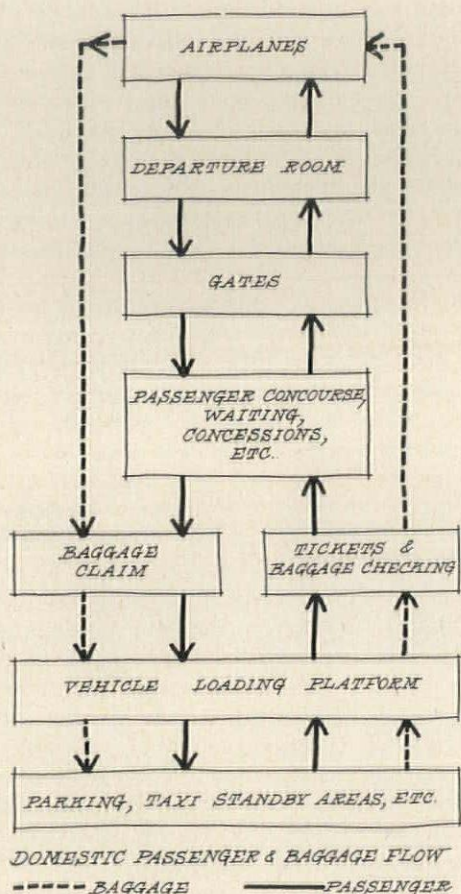 AIRPLANES
DEPARTURE ROOM
GATES
PASSENGER CONCOURSE,
WAITING,
CONCESSIONS,
ETC.
BAGGAGE
CLAIM
TICKETS &
BAGGAGE CHECKING
VEHICLE LOADING PLATFORM
PARKING, TAXI STANDBY AREAS, ETC.
DOMESTIC PASSENGER & BAGGAGE FLOW
BAGGAGE PASSENGER